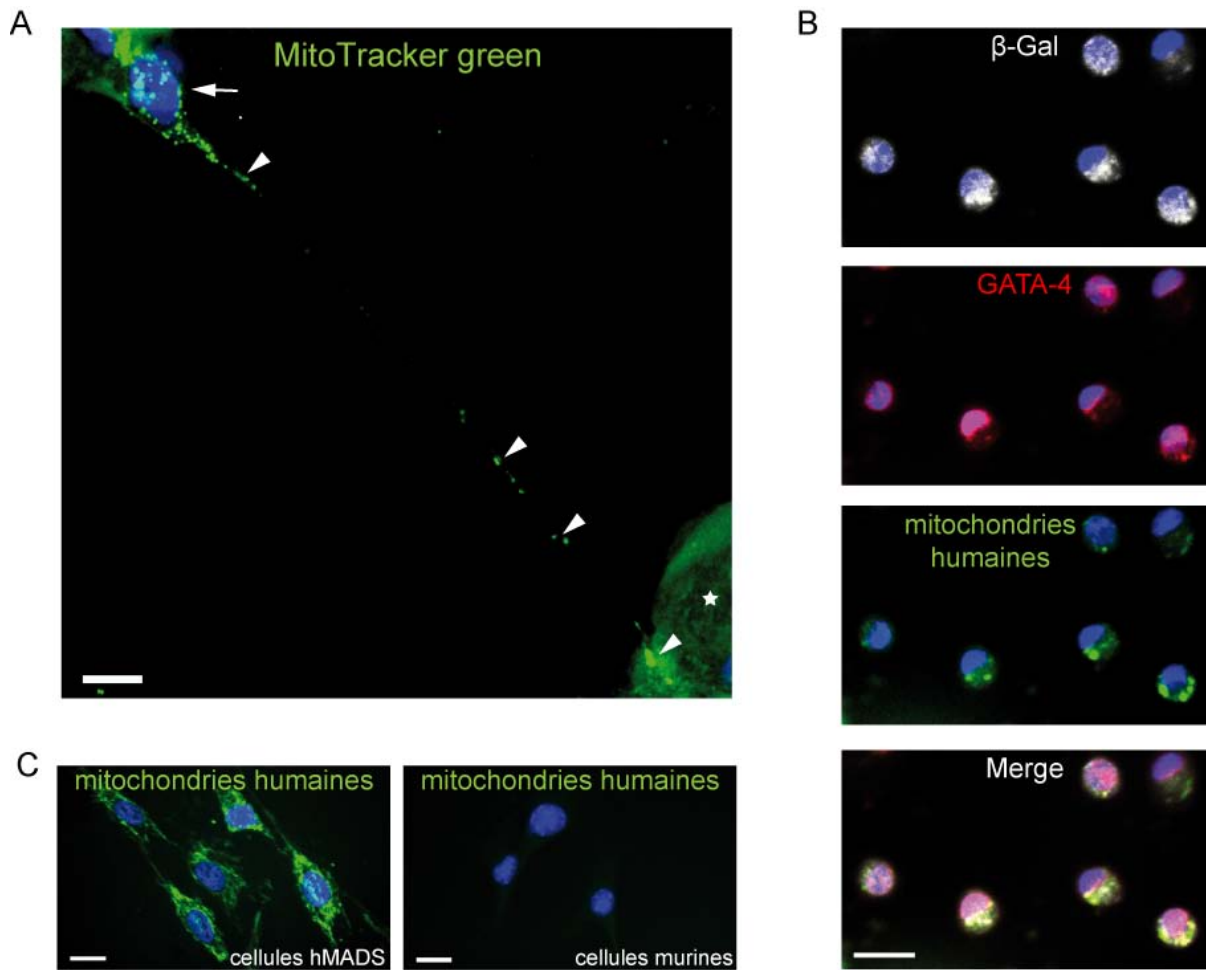 A
MitoTracker green
B
β-Gal
GATA-4
mitochondries
humaines
Merge
C
mitochondries humaines
cellules hMADS
mitochondries humaines
cellules murines